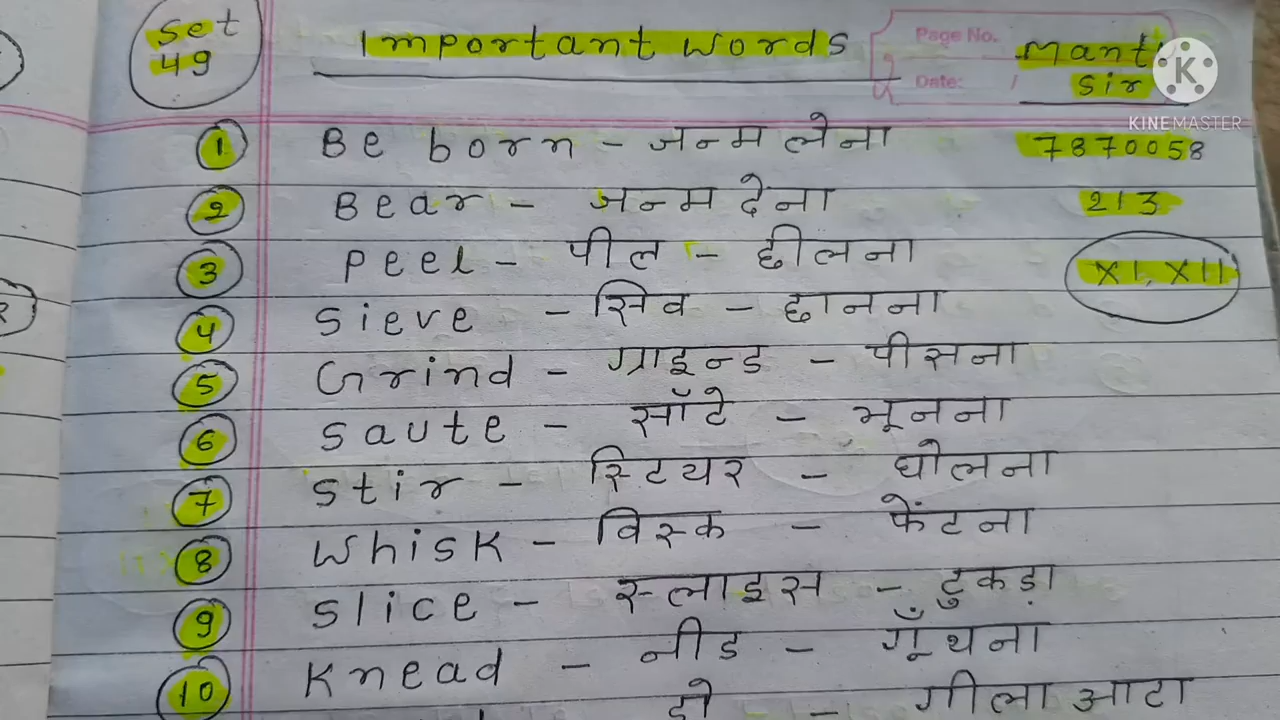 Set 49
Important words
Page No.
Date: /
Sir
KINEMASTER
1 Be born - जन्म लेना
7870058
2 Bear - जन्म देना
213
3 Peel - पील - छीलना
XI, XII
4 Sieve - सिव - छानना
5 Grind - ग्राइन्ड - पीसना
6 Saute - सॉटे - भूनना
7 Stir - स्टियर - घोलना
8 Whisk - विस्क - फेंटना
9 Slice - स्लाइस - टुकड़ा
10 Knead - नीड - गूँथना
डो - गीला आटा